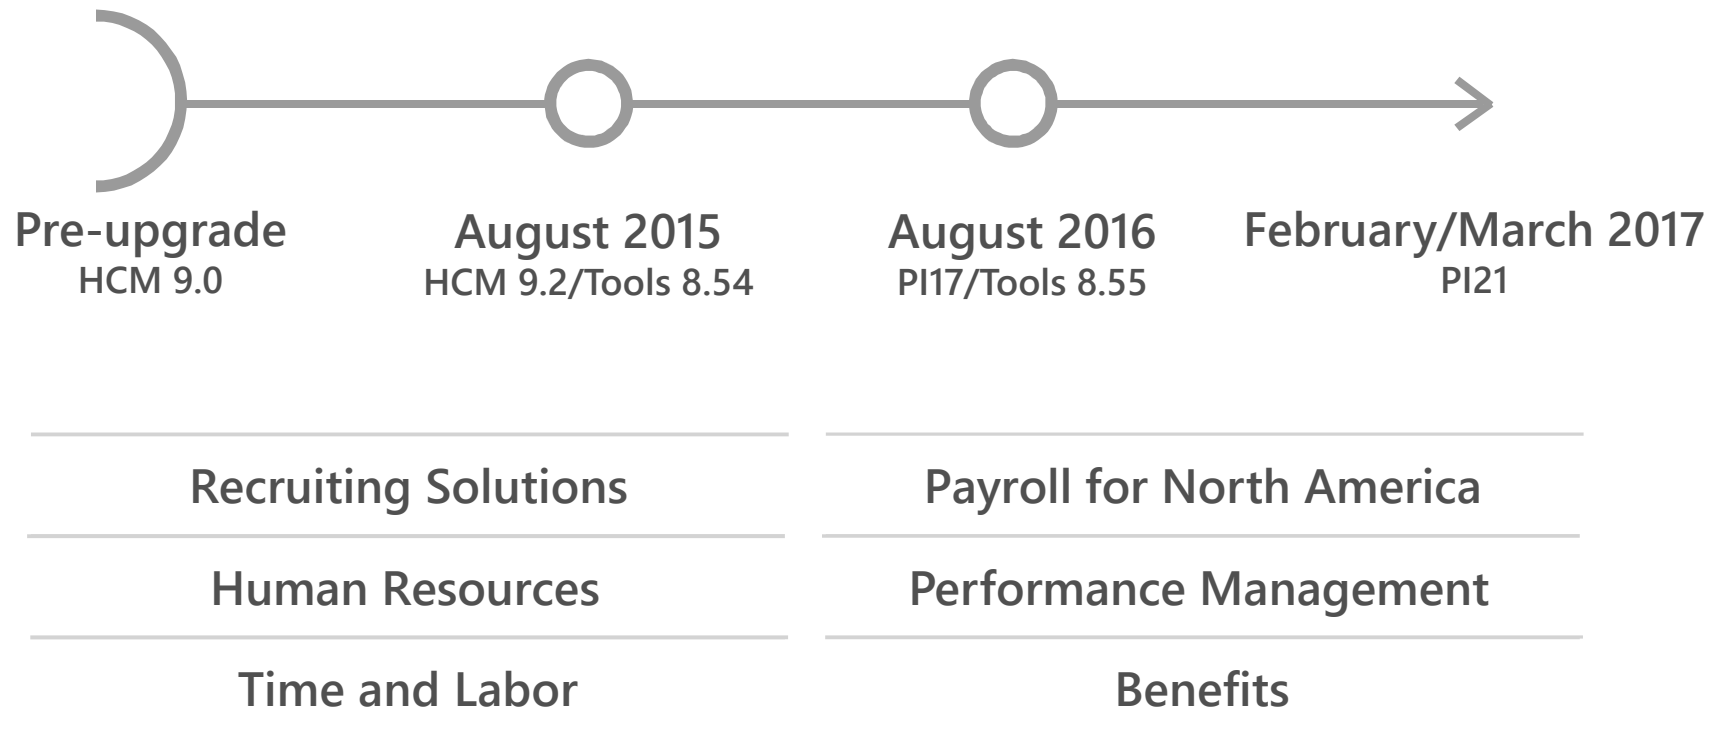 Pre-upgrade
HCM 9.0
August 2015
HCM 9.2/Tools 8.54
August 2016
PI17/Tools 8.55
February/March 2017
PI21
Recruiting Solutions
Payroll for North America
Human Resources
Performance Management
Time and Labor
Benefits